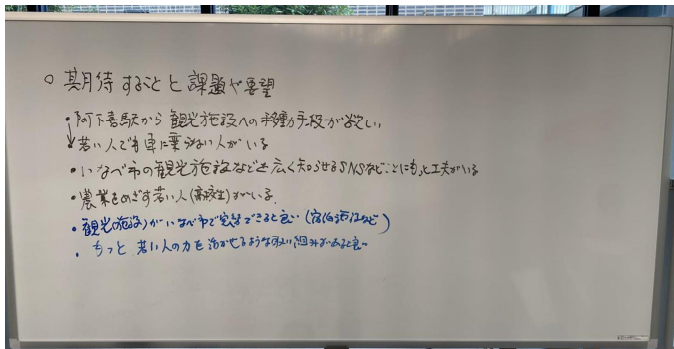 ○ 期待することと課題や要望
・阿下喜駅から観光施設への移動手段が欲しい
↓若い人でも車に乗らない人がいる
・いなべ市の観光施設などを広く知らせるSNSなどにもっと工夫がいる
・農業をめざす若い人(高校生)がいる.
・観光(施設)がいなべ市で完結できると良い(宿泊施設など)
・もっと若い人の力を活かせるような取り組みがあると良い